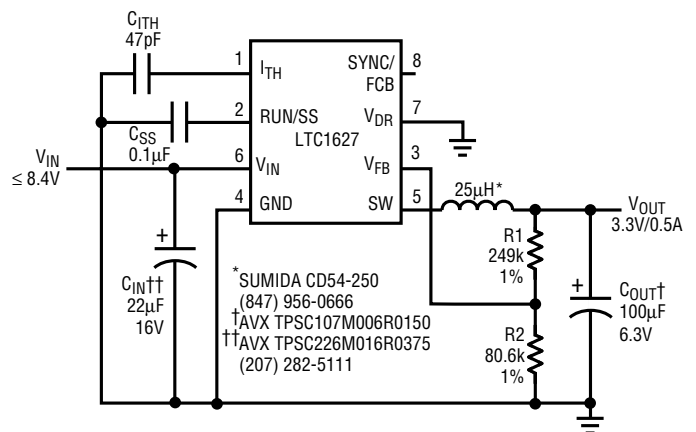 C_ITH
47pF
1
I_TH
SYNC/
FCB
8
2
RUN/SS
V_DR
7
C_SS
0.1µF
LTC1627
V_IN
≤ 8.4V
6
V_IN
V_FB
3
4
GND
SW
5
25µH*
V_OUT
3.3V/0.5A
R1
249k
1%
+
C_IN††
22µF
16V
*SUMIDA CD54-250
(847) 956-0666
†AVX TPSC107M006R0150
††AVX TPSC226M016R0375
(207) 282-5111
R2
80.6k
1%
+
C_OUT†
100µF
6.3V